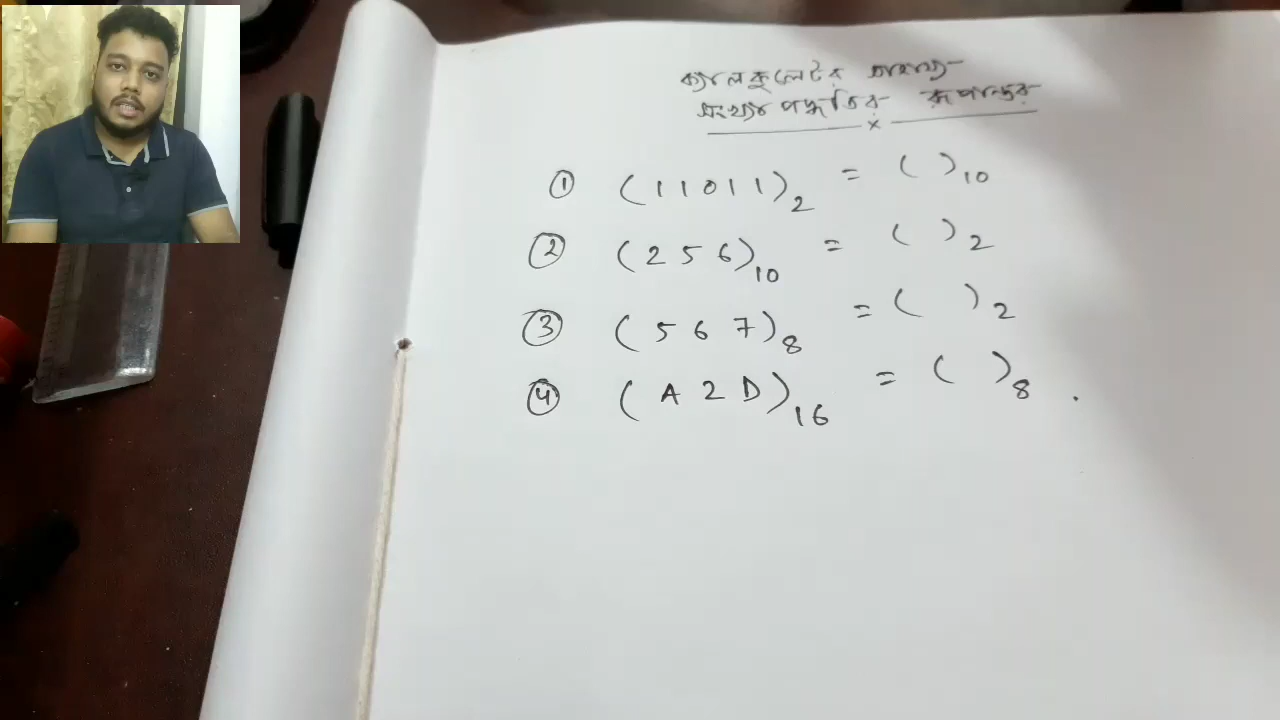 ক্যালকুলেটর সাহায্যে
সংখ্যা পদ্ধতির রূপান্তর
① (11011)₂ = ( )₁₀
② (256)₁₀ = ( )₂
③ (567)₈ = ( )₂
④ (A2D)₁₆ = ( )₈ .